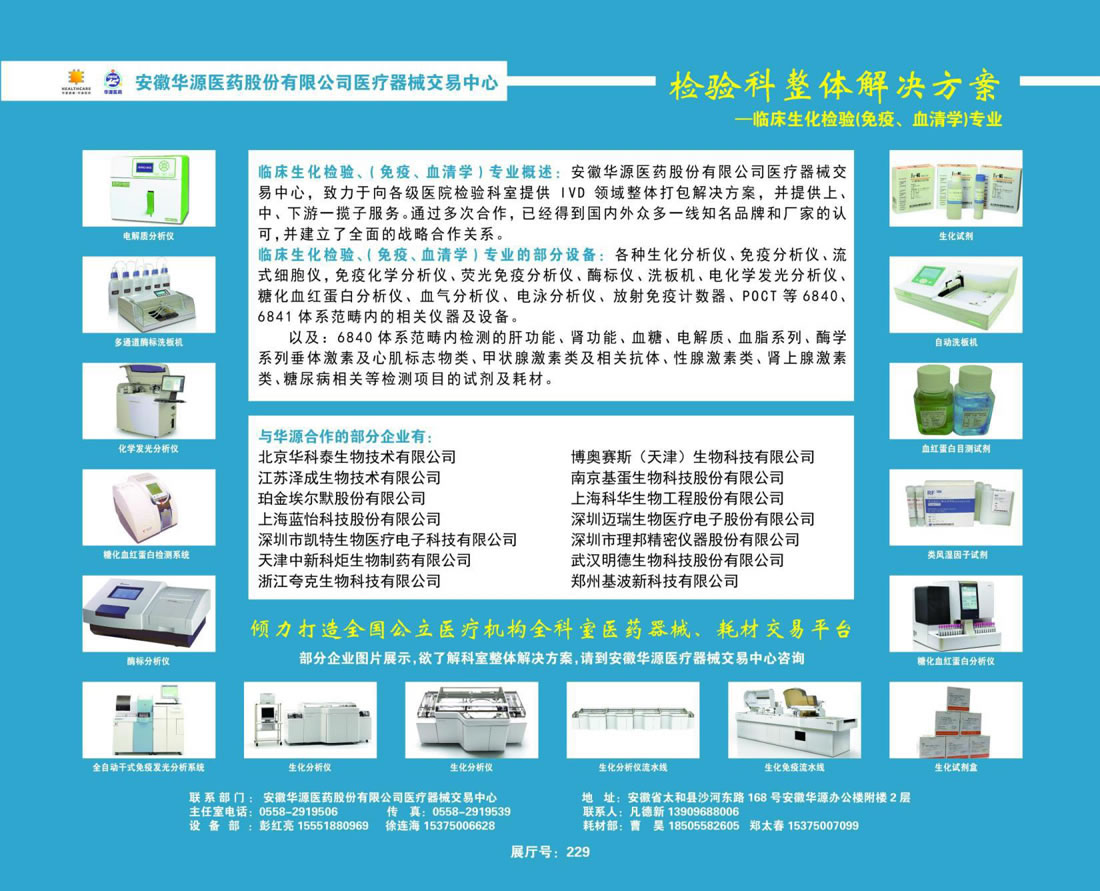 HEALTHCARE
华源医药
安徽华源医药股份有限公司医疗器械交易中心
检验科整体解决方案
—临床生化检验(免疫、血清学)专业
临床生化检验、(免疫、血清学)专业概述：安徽华源医药股份有限公司医疗器械交
易中心，致力于向各级医院检验科室提供 IVD 领域整体打包解决方案，并提供上、
中、下游一揽子服务。通过多次合作，已经得到国内外众多一线知名品牌和厂家的认
可，并建立了全面的战略合作关系。
临床生化检验、(免疫、血清学)专业的部分设备：各种生化分析仪、免疫分析仪、流
式细胞仪，免疫化学分析仪、荧光免疫分析仪、酶标仪、洗板机、电化学发光分析仪、
糖化血红蛋白分析仪、血气分析仪、电泳分析仪、放射免疫计数器、POCT 等 6840、
6841 体系范畴内的相关仪器及设备。
以及：6840 体系范畴内检测的肝功能、肾功能、血糖、电解质、血脂系列、酶学
系列垂体激素及心肌标志物类、甲状腺激素类及相关抗体、性腺激素类、肾上腺激素
类、糖尿病相关等检测项目的试剂及耗材。
电解质分析仪
多通道酶标洗板机
化学发光分析仪
糖化血红蛋白检测系统
酶标分析仪
生化试剂
自动洗板机
血红蛋白目测试剂
RF
类风湿因子试剂
糖化血红蛋白分析仪
与华源合作的部分企业有：
北京华科泰生物技术有限公司
江苏泽成生物技术有限公司
珀金埃尔默股份有限公司
上海蓝怡科技股份有限公司
深圳市凯特生物医疗电子科技有限公司
天津中新科炬生物制药有限公司
浙江夸克生物科技有限公司
博奥赛斯（天津）生物科技有限公司
南京基蛋生物科技股份有限公司
上海科华生物工程股份有限公司
深圳迈瑞生物医疗电子股份有限公司
深圳市理邦精密仪器股份有限公司
武汉明德生物科技股份有限公司
郑州基波新科技有限公司
倾力打造全国公立医疗机构全科室医药器械、耗材交易平台
部分企业图片展示，欲了解科室整体解决方案，请到安徽华源医疗器械交易中心咨询
全自动干式免疫发光分析系统
生化分析仪
生化分析仪
生化分析仪流水线
生化免疫流水线
生化试剂盒
联系部门： 安徽华源医药股份有限公司医疗器械交易中心
主任室电话：0558-2919506 传 真：0558-2919539
设 备 部 ：彭红亮 15551880969 徐连海 15375006628
地 址：安徽省太和县沙河东路 168 号安徽华源办公楼附楼 2 层
联系人：凡德新 13909688006
耗材部：曹 昊 18505582605 郑太春 15375007099
展厅号：229